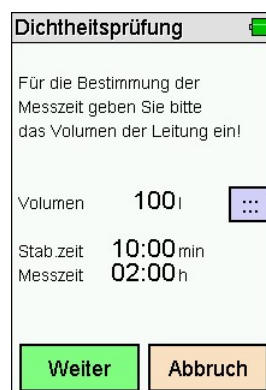 Dichtheitsprüfung
Für die Bestimmung der
Messzeit geben Sie bitte
das Volumen der Leitung ein!
Volumen 100 l
Stab.zeit 10:00 min
Messzeit 02:00 h
Weiter Abbruch